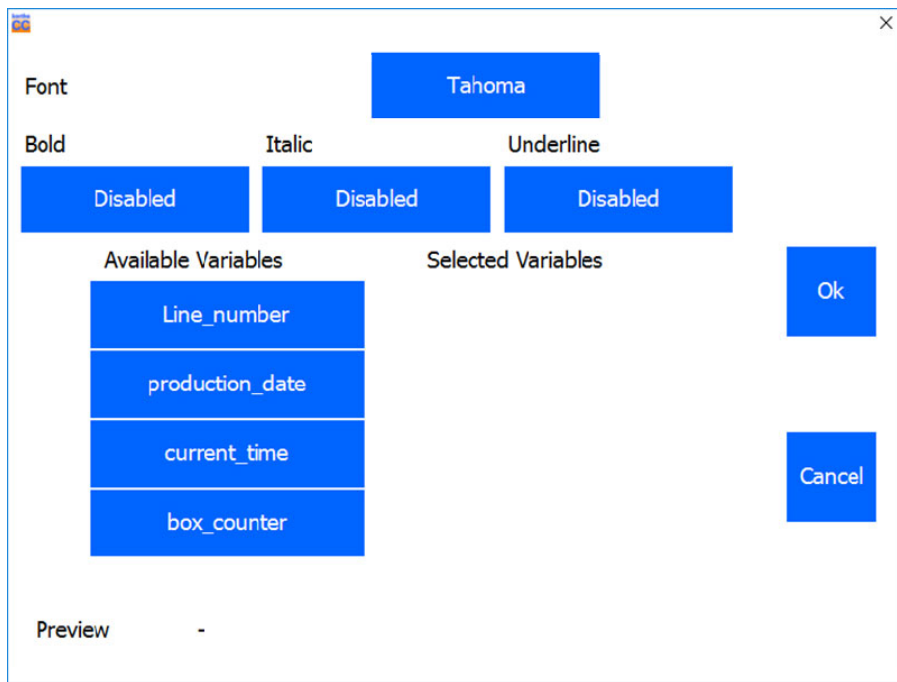 CC
Font
Tahoma
Bold Italic Underline
Disabled Disabled Disabled
Available Variables Selected Variables
Line_number
Ok
production_date
current_time
Cancel
box_counter
Preview -